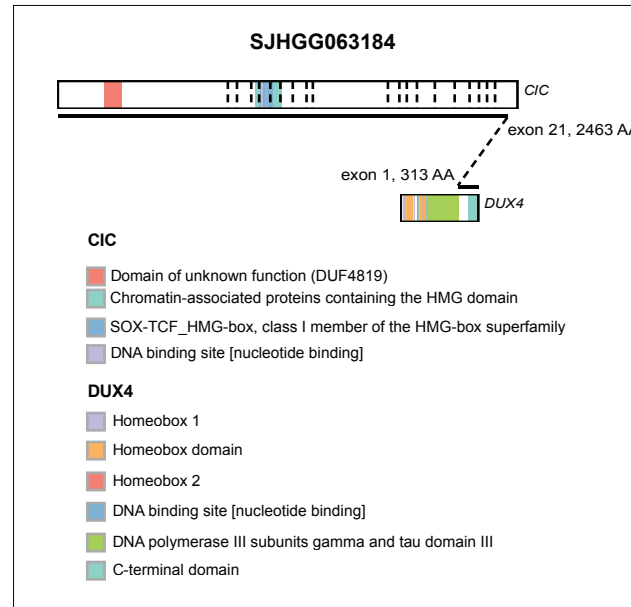 SJHGG063184
CIC
exon 21, 2463 A
exon 1, 313 AA
DUX4
CIC
Domain of unknown function (DUF4819)
Chromatin-associated proteins containing the HMG domain
SOX-TCF_HMG-box, class I member of the HMG-box superfamily
DNA binding site [nucleotide binding]
DUX4
Homeobox 1
Homeobox domain
Homeobox 2
DNA binding site [nucleotide binding]
DNA polymerase III subunits gamma and tau domain III
C-terminal domain